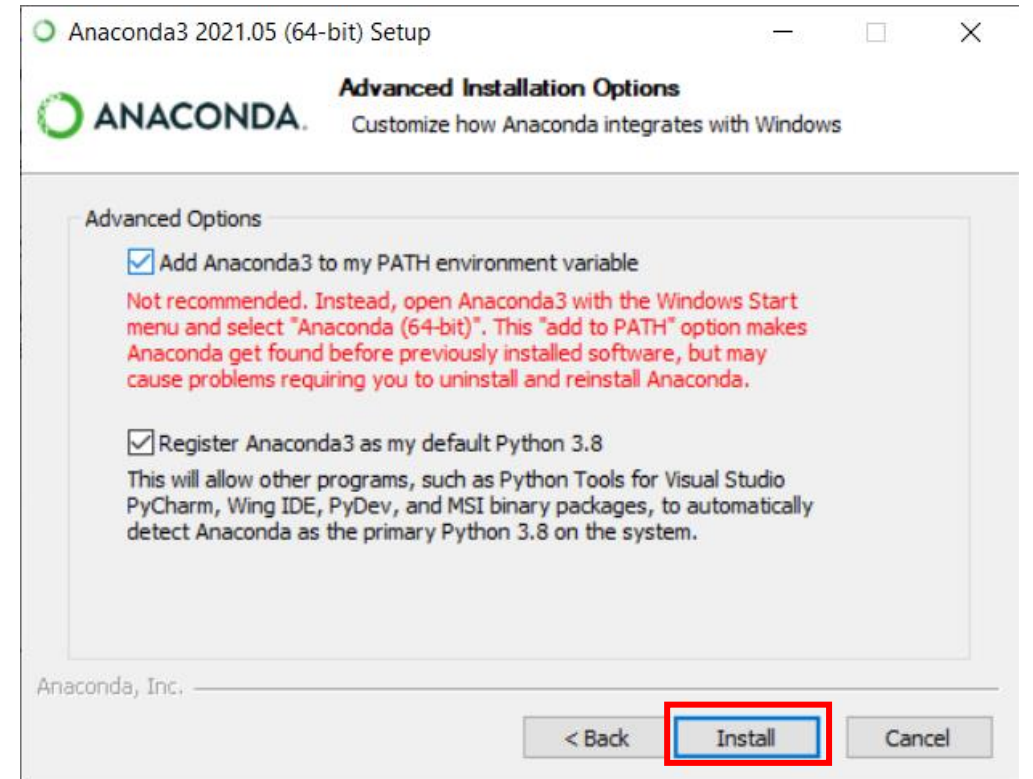 Anaconda3 2021.05 (64-bit) Setup
ANACONDA.
Advanced Installation Options
Customize how Anaconda integrates with Windows
Advanced Options
Add Anaconda3 to my PATH environment variable
Not recommended. Instead, open Anaconda3 with the Windows Start
menu and select "Anaconda (64-bit)". This "add to PATH" option makes
Anaconda get found before previously installed software, but may
cause problems requiring you to uninstall and reinstall Anaconda.
Register Anaconda3 as my default Python 3.8
This will allow other programs, such as Python Tools for Visual Studio
PyCharm, Wing IDE, PyDev, and MSI binary packages, to automatically
detect Anaconda as the primary Python 3.8 on the system.
Anaconda, Inc.
< Back Install Cancel